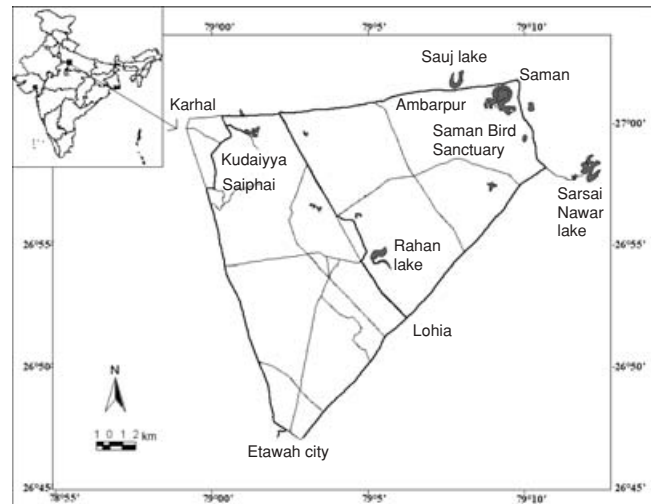 79°00' 79°5' 79°10'
Sauj lake
Saman
Karhal
Ambarpur
27°00' -27°00'
Saman Bird
Sanctuary
Kudaiyya
Saiphai
Sarsai
Nawar
lake
26°55' 26°55'
Rahan
lake
Lohia
26°50' -26°50'
N
1 0 1 2
km
Etawah city
26°45' 26°45'
78°55' 79°00' 79°5' 79°10'